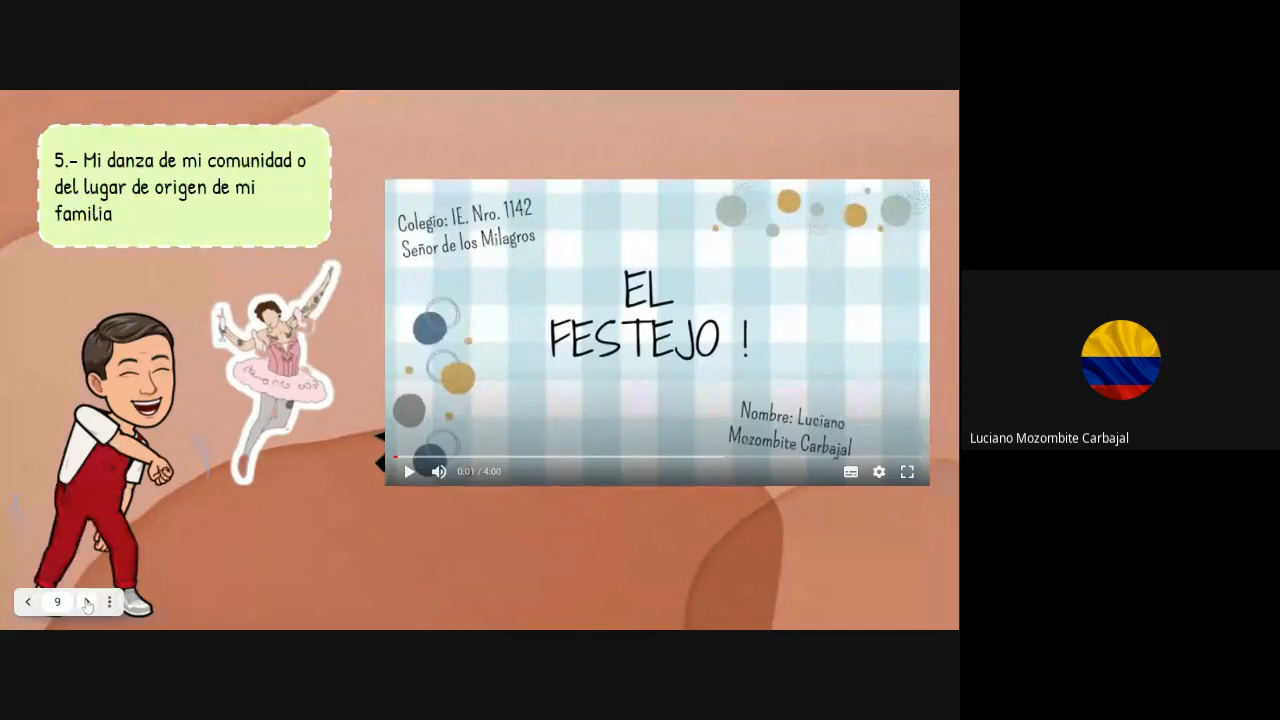 5.- Mi danza de mi comunidad o
del lugar de origen de mi
familia
Colegio: IE. Nro. 1142
Señor de los Milagros
EL
FESTEJO !
Nombre: Luciano
Mozombite Carbajal
0:01 / 4:00
9
Luciano Mozombite Carbajal